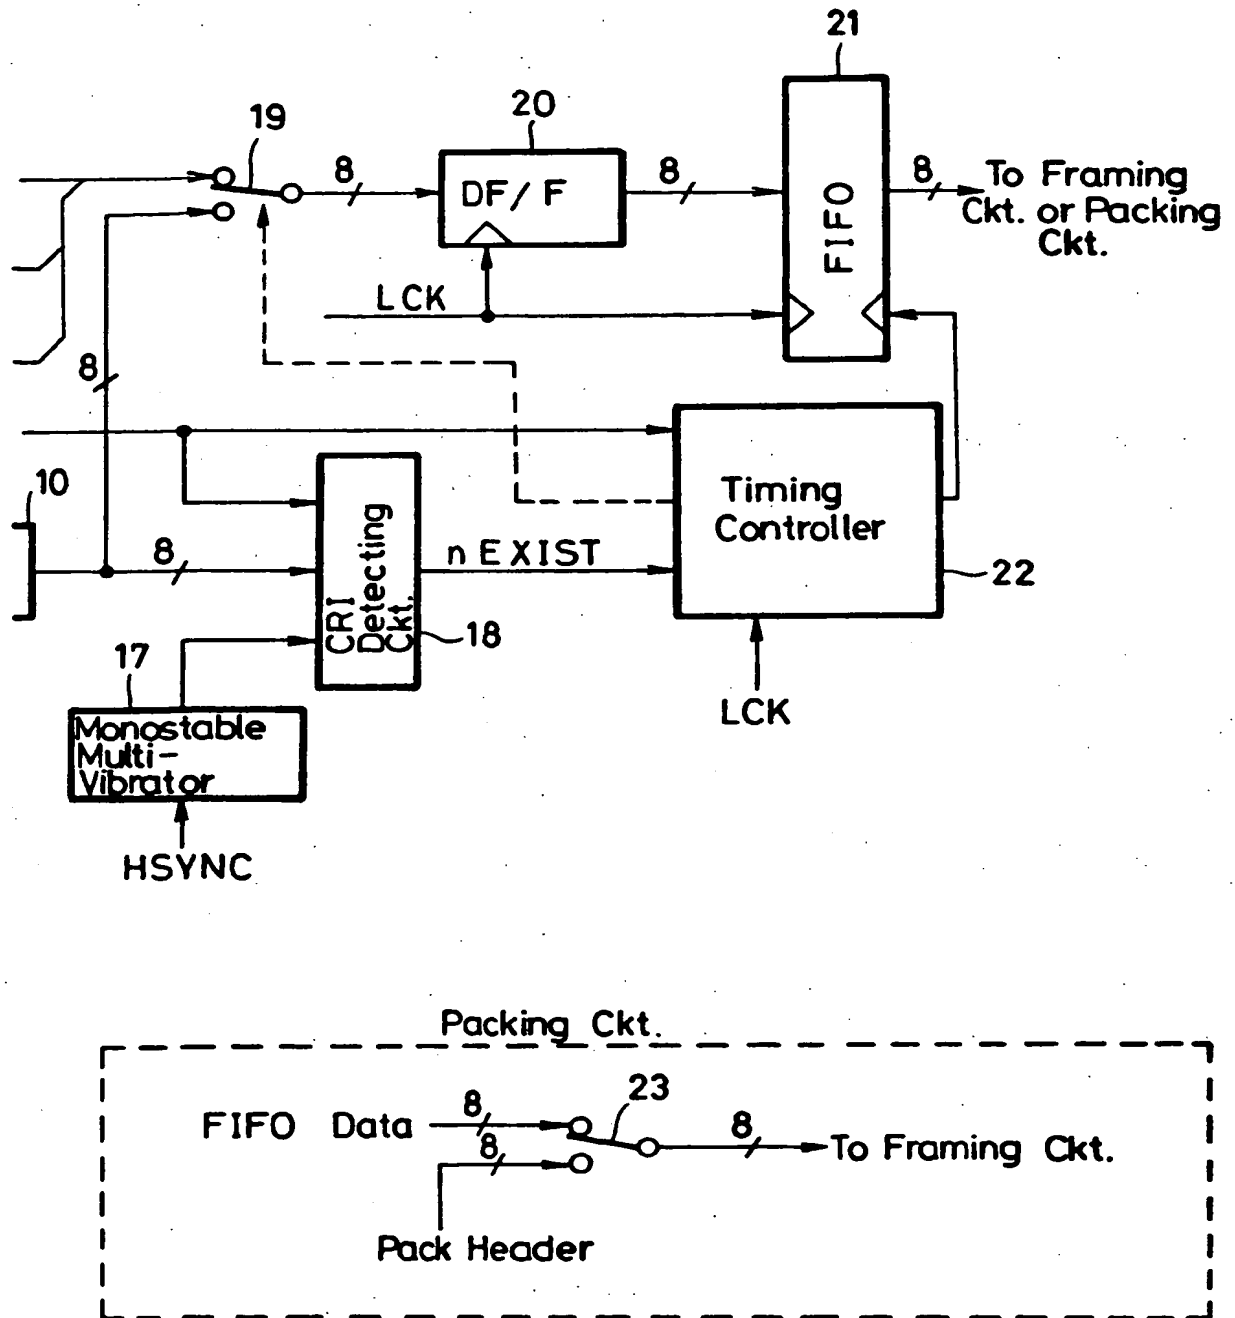 21
19
20
8
DF/F
8
FIFO
8
To Framing
Ckt. or Packing
Ckt.
LCK
8
10
8
CRI
Detecting
Ckt.
n EXIST
Timing
Controller
22
18
17
LCK
Monostable
Multi-
Vibrator
HSYNC
Packing Ckt.
FIFO Data
8
8
23
8
To Framing Ckt.
Pack Header